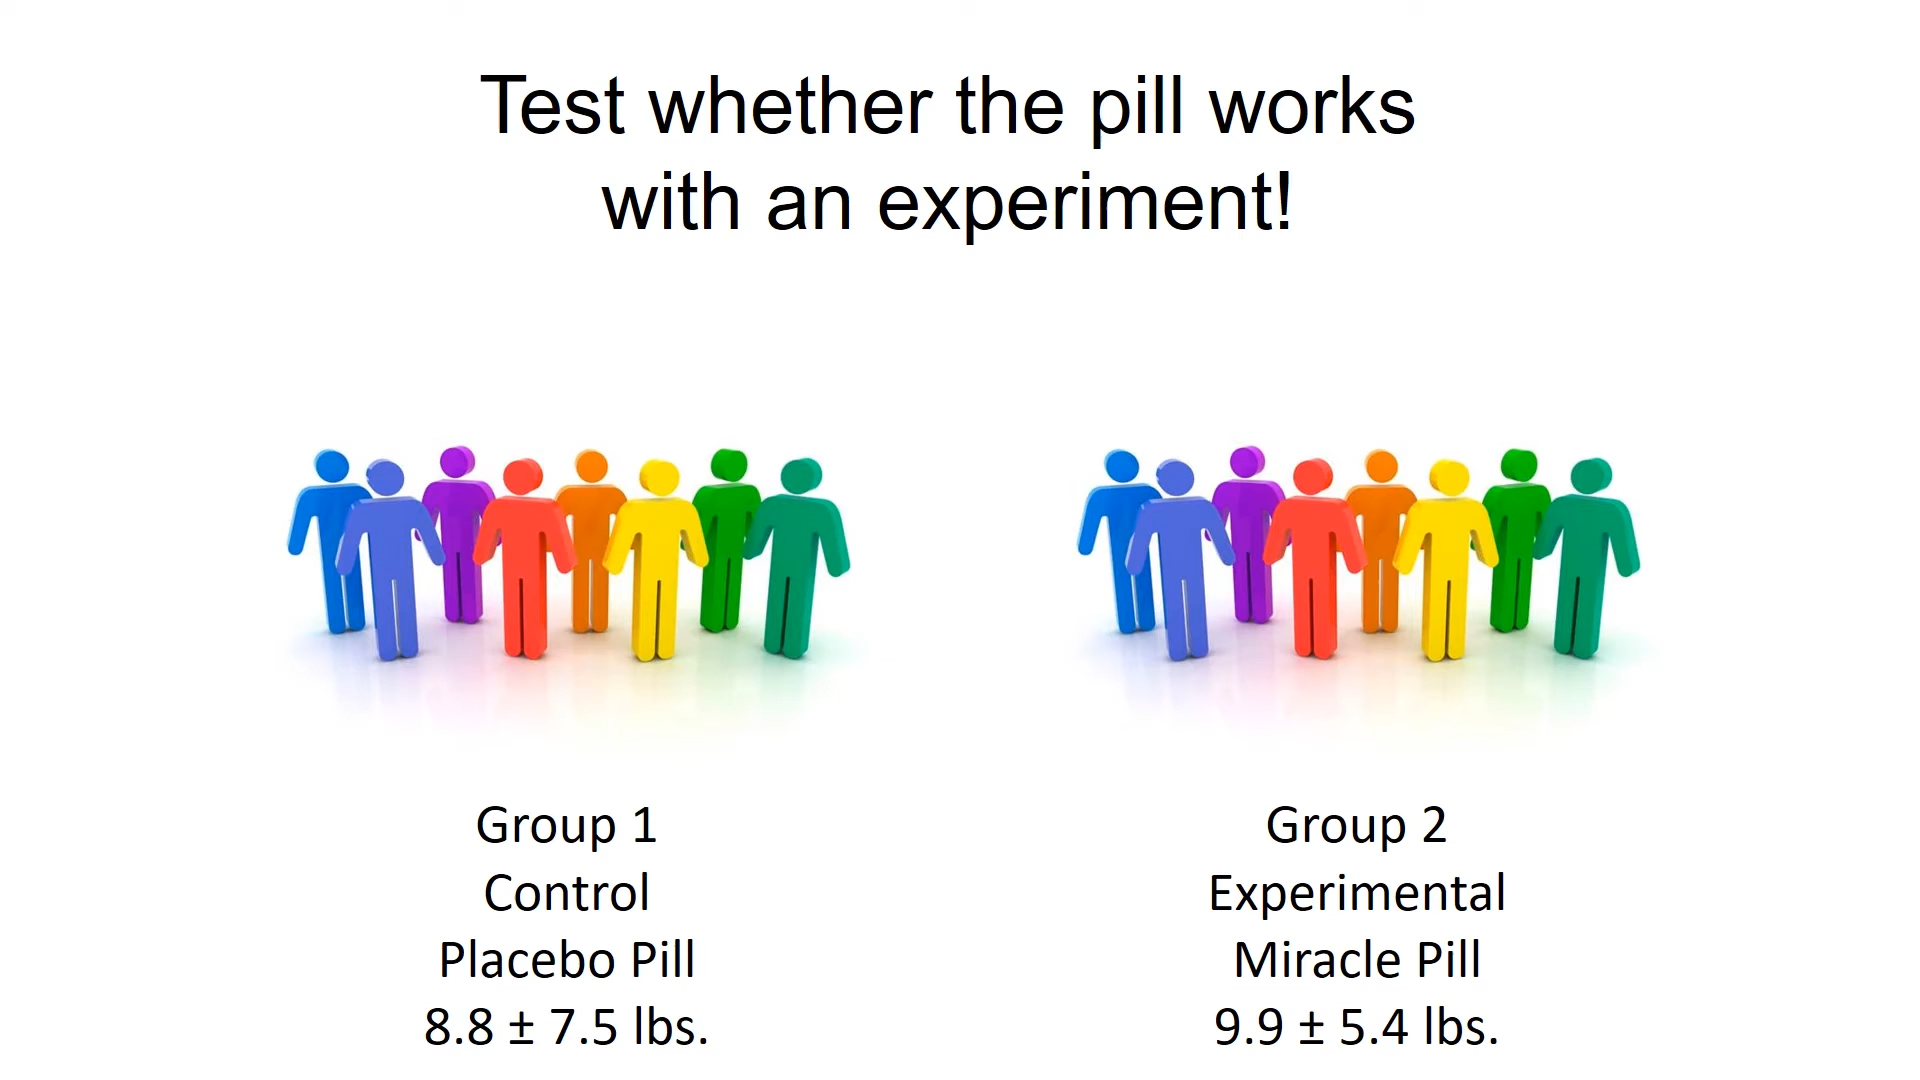 Test whether the pill works
with an experiment!
Group 1
Control
Placebo Pill
8.8 ± 7.5 lbs.
Group 2
Experimental
Miracle Pill
9.9 ± 5.4 lbs.